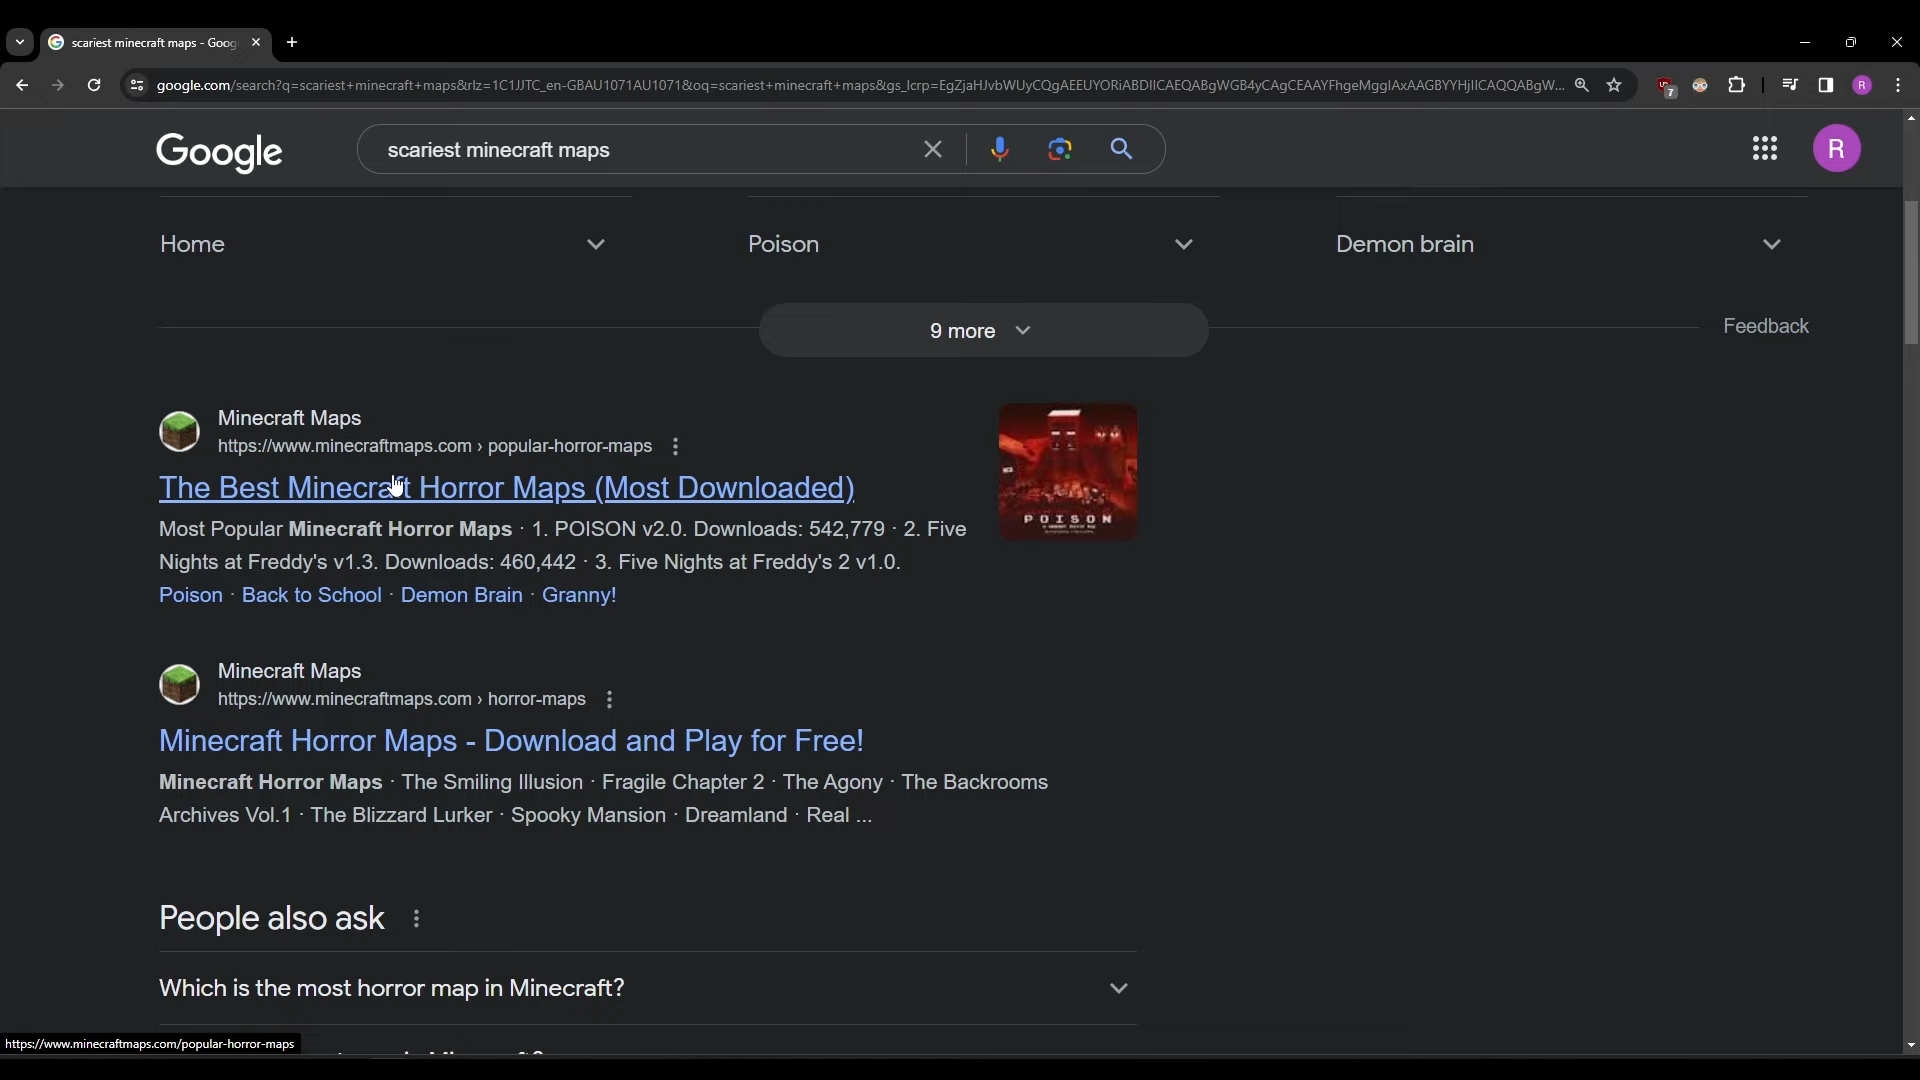 scariest minecraft maps - Goog
google.com/search?q=scariest+minecraft+maps&rlz=1C1JJTC_en-GBAU1071AU1071&oq=scariest+minecraft+maps&gs_lcrp=EgZjaHJvbWUyCQgAEEUYORiABDIICAEQABgWGB4yCAgCEAAYFhgeMggIAxAAGBYYHjIICAQQABgW...
7
R
Google
scariest minecraft maps
R
Home
Poison
Demon brain
9 more
Feedback
Minecraft Maps
https://www.minecraftmaps.com › popular-horror-maps
The Best Minecraft Horror Maps (Most Downloaded)
POISON
Most Popular Minecraft Horror Maps · 1. POISON v2.0. Downloads: 542,779 · 2. Five
Nights at Freddy's v1.3. Downloads: 460,442 · 3. Five Nights at Freddy's 2 v1.0.
Poison · Back to School · Demon Brain · Granny!
Minecraft Maps
https://www.minecraftmaps.com › horror-maps
Minecraft Horror Maps - Download and Play for Free!
Minecraft Horror Maps · The Smiling Illusion · Fragile Chapter 2 · The Agony · The Backrooms
Archives Vol.1 · The Blizzard Lurker · Spooky Mansion · Dreamland · Real ...
People also ask
Which is the most horror map in Minecraft?
https://www.minecraftmaps.com/popular-horror-maps